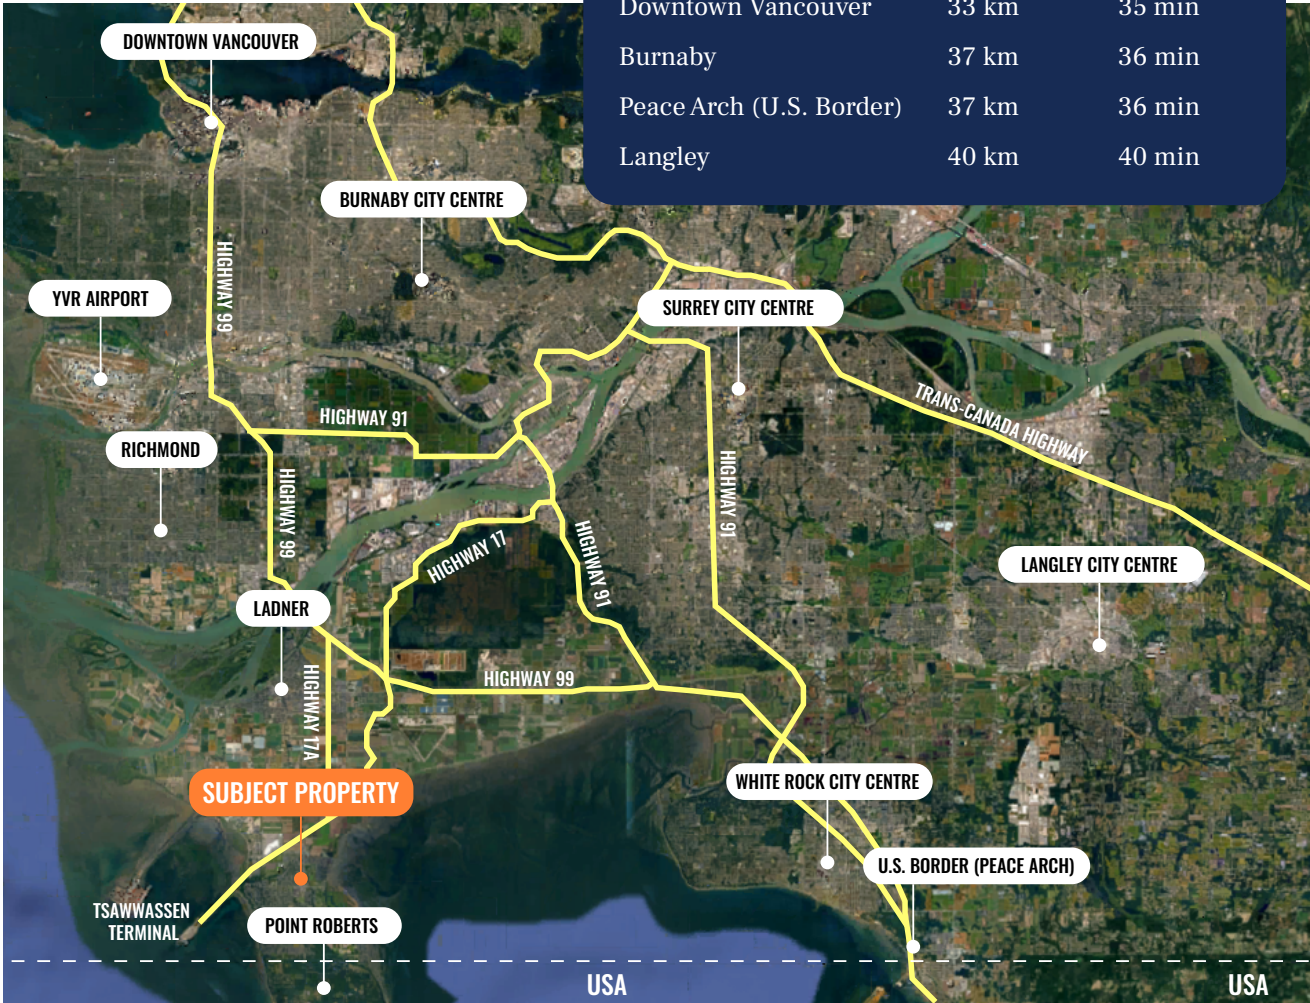 Downtown Vancouver 33 km 35 min
Burnaby 37 km 36 min
Peace Arch (U.S. Border) 37 km 36 min
Langley 40 km 40 min
DOWNTOWN VANCOUVER
BURNABY CITY CENTRE
HIGHWAY 99
YVR AIRPORT
SURREY CITY CENTRE
TRANS-CANADA HIGHWAY
HIGHWAY 91
RICHMOND
HIGHWAY 99
HIGHWAY 91
HIGHWAY 17
HIGHWAY 91
LANGLEY CITY CENTRE
LADNER
HIGHWAY 17A
HIGHWAY 99
SUBJECT PROPERTY
WHITE ROCK CITY CENTRE
U.S. BORDER (PEACE ARCH)
TSAWWASSEN
TERMINAL
POINT ROBERTS
USA
USA